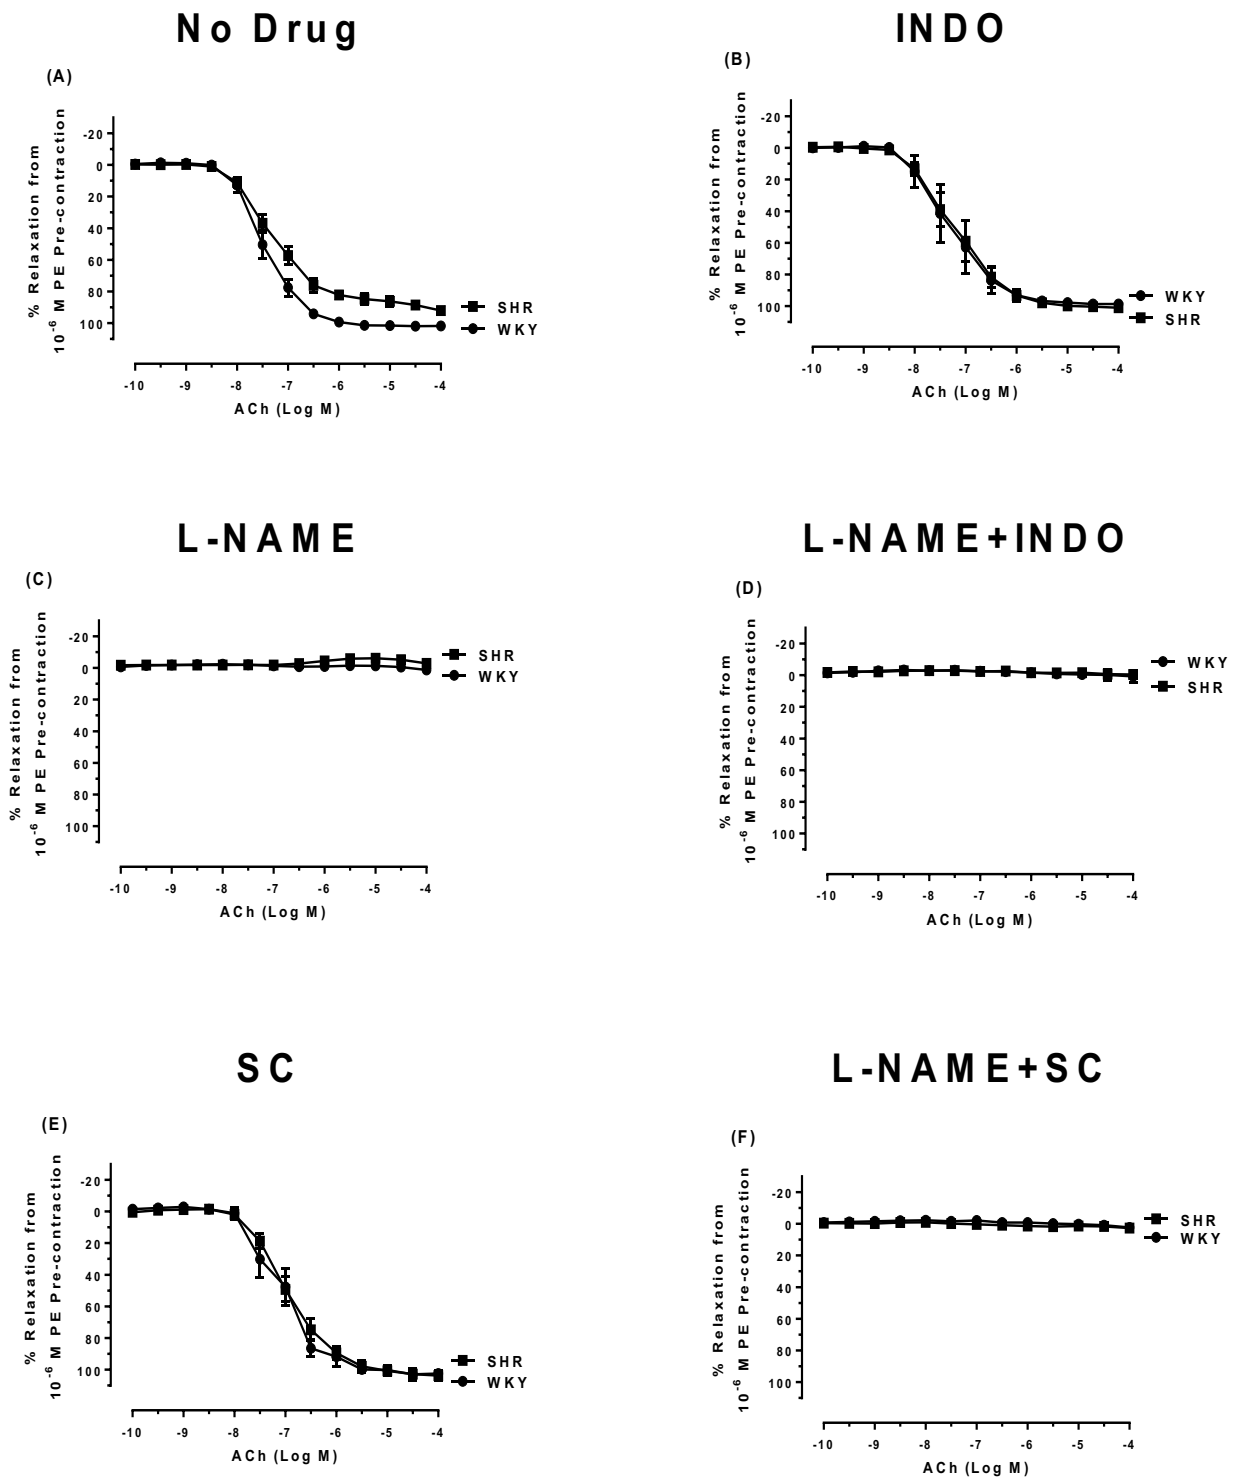 No Drug
(A)
% Relaxation from
10⁻⁶ M PE Pre-contraction
-20
0
20
40
60
80
100
SHR
WKY
-10 -9 -8 -7 -6 -5 -4
ACh (Log M)
INDO
(B)
% Relaxation from
10⁻⁶ M PE Pre-contraction
-20
0
20
40
60
80
100
WKY
SHR
-10 -9 -8 -7 -6 -5 -4
ACh (Log M)
L-NAME
(C)
% Relaxation from
10⁻⁶ M PE Pre-contraction
-20
0
20
40
60
80
100
SHR
WKY
-10 -9 -8 -7 -6 -5 -4
ACh (Log M)
L-NAME+INDO
(D)
% Relaxation from
10⁻⁶ M PE Pre-contraction
-20
0
20
40
60
80
100
WKY
SHR
-10 -9 -8 -7 -6 -5 -4
ACh (Log M)
SC
(E)
% Relaxation from
10⁻⁶ M PE Pre-contraction
-20
0
20
40
60
80
100
SHR
WKY
-10 -9 -8 -7 -6 -5 -4
ACh (Log M)
L-NAME+SC
(F)
% Relaxation from
10⁻⁶ M PE Pre-contraction
-20
0
20
40
60
80
100
SHR
WKY
-10 -9 -8 -7 -6 -5 -4
ACh (Log M)